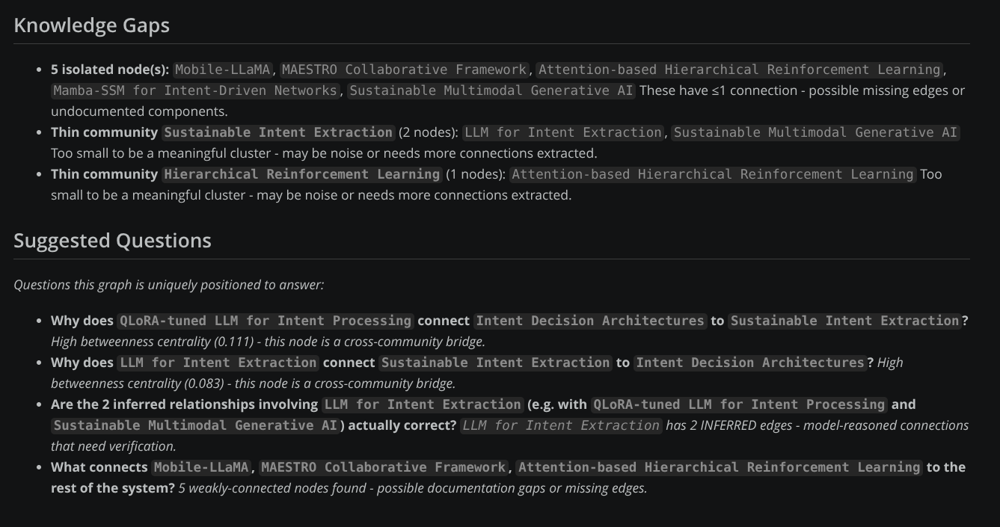 Knowledge Gaps
• 5 isolated node(s): Mobile-LLaMA, MAESTRO Collaborative Framework, Attention-based Hierarchical Reinforcement Learning,
Mamba-SSM for Intent-Driven Networks, Sustainable Multimodal Generative AI These have ≤1 connection - possible missing edges or
undocumented components.
• Thin community Sustainable Intent Extraction (2 nodes): LLM for Intent Extraction, Sustainable Multimodal Generative AI
Too small to be a meaningful cluster - may be noise or needs more connections extracted.
• Thin community Hierarchical Reinforcement Learning (1 nodes): Attention-based Hierarchical Reinforcement Learning Too
small to be a meaningful cluster - may be noise or needs more connections extracted.
Suggested Questions
Questions this graph is uniquely positioned to answer:
• Why does QLoRA-tuned LLM for Intent Processing connect Intent Decision Architectures to Sustainable Intent Extraction?
High betweenness centrality (0.111) - this node is a cross-community bridge.
• Why does LLM for Intent Extraction connect Sustainable Intent Extraction to Intent Decision Architectures? High
betweenness centrality (0.083) - this node is a cross-community bridge.
• Are the 2 inferred relationships involving LLM for Intent Extraction (e.g. with QLoRA-tuned LLM for Intent Processing and
Sustainable Multimodal Generative AI) actually correct? LLM for Intent Extraction has 2 INFERRED edges - model-reasoned connections
that need verification.
• What connects Mobile-LLaMA, MAESTRO Collaborative Framework, Attention-based Hierarchical Reinforcement Learning to the
rest of the system? 5 weakly-connected nodes found - possible documentation gaps or missing edges.